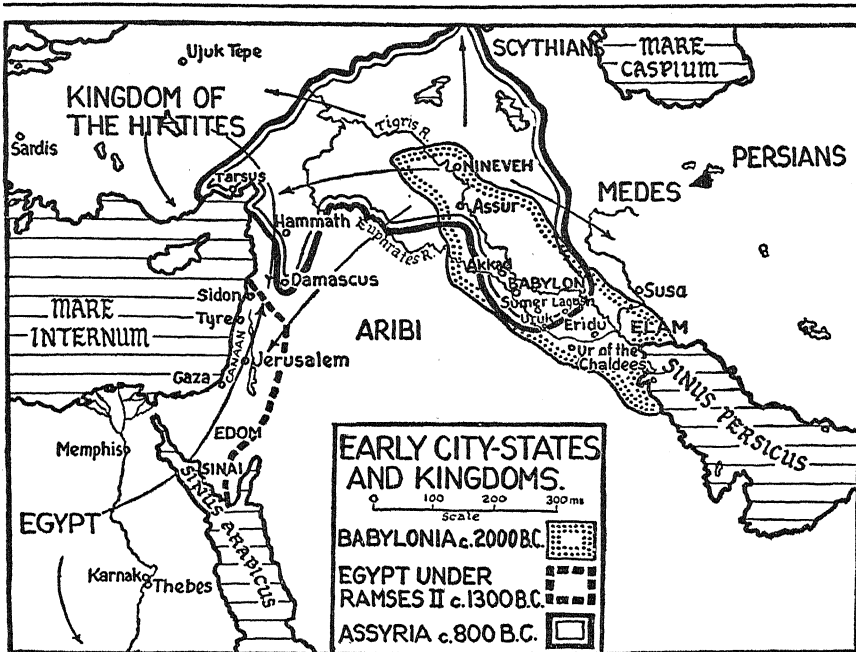 SCYTHIANS
MARE
CASPIUM
Ujuk Tepe
KINGDOM OF
THE HITTITES
Sardis
Tigris R.
PERSIANS
NINEVEH
MEDES
Tarsus
Assur
Hammath
Euphrates R.
Akkad
BABYLON
Damascus
Susa
Sidon
Sumer Lagash
MARE
INTERNUM
Tyre
Uruk
Eridu
ELAM
ARIBI
CANAAN
Jerusalem
Ur of the
Chaldees
Gaza
SINUS PERSICUS
EDOM
Memphis
SINAI
SINUS ARABICUS
EGYPT
Karnak
Thebes
EARLY CITY-STATES
AND KINGDOMS.
0 100 200 300 ms
Scale
BABYLONIA c. 2000 B.C.
EGYPT UNDER
RAMSES II c. 1300 B.C.
ASSYRIA c. 800 B.C.